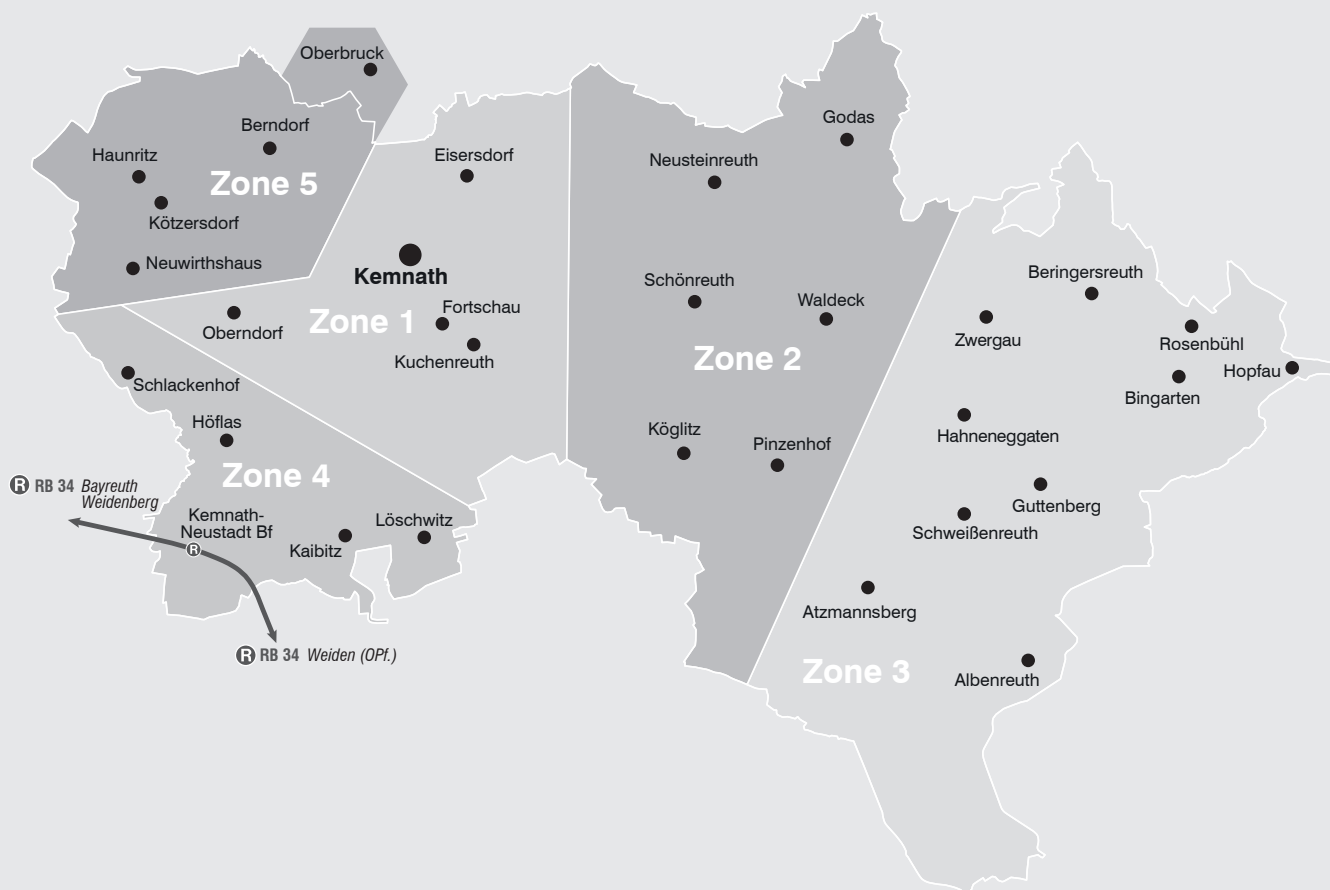 Oberbruck
Berndorf
Haunritz
Zone 5
Kötzersdorf
Neuwirthshaus
Eisersdorf
Kemnath
Fortschau
Zone 1
Oberndorf
Kuchenreuth
Godas
Neusteinreuth
Schönreuth
Waldeck
Zone 2
Köglitz
Pinzenhof
Beringersreuth
Zwergau
Rosenbühl
Hopfau
Bingarten
Hahneneggaten
Guttenberg
Schweißenreuth
Atzmannsberg
Zone 3
Albenreuth
Schlackenhof
Höflas
Zone 4
R RB 34 Bayreuth
Weidenberg
Kemnath-
Neustadt Bf
R
Kaibitz
Löschwitz
R RB 34 Weiden (OPf.)